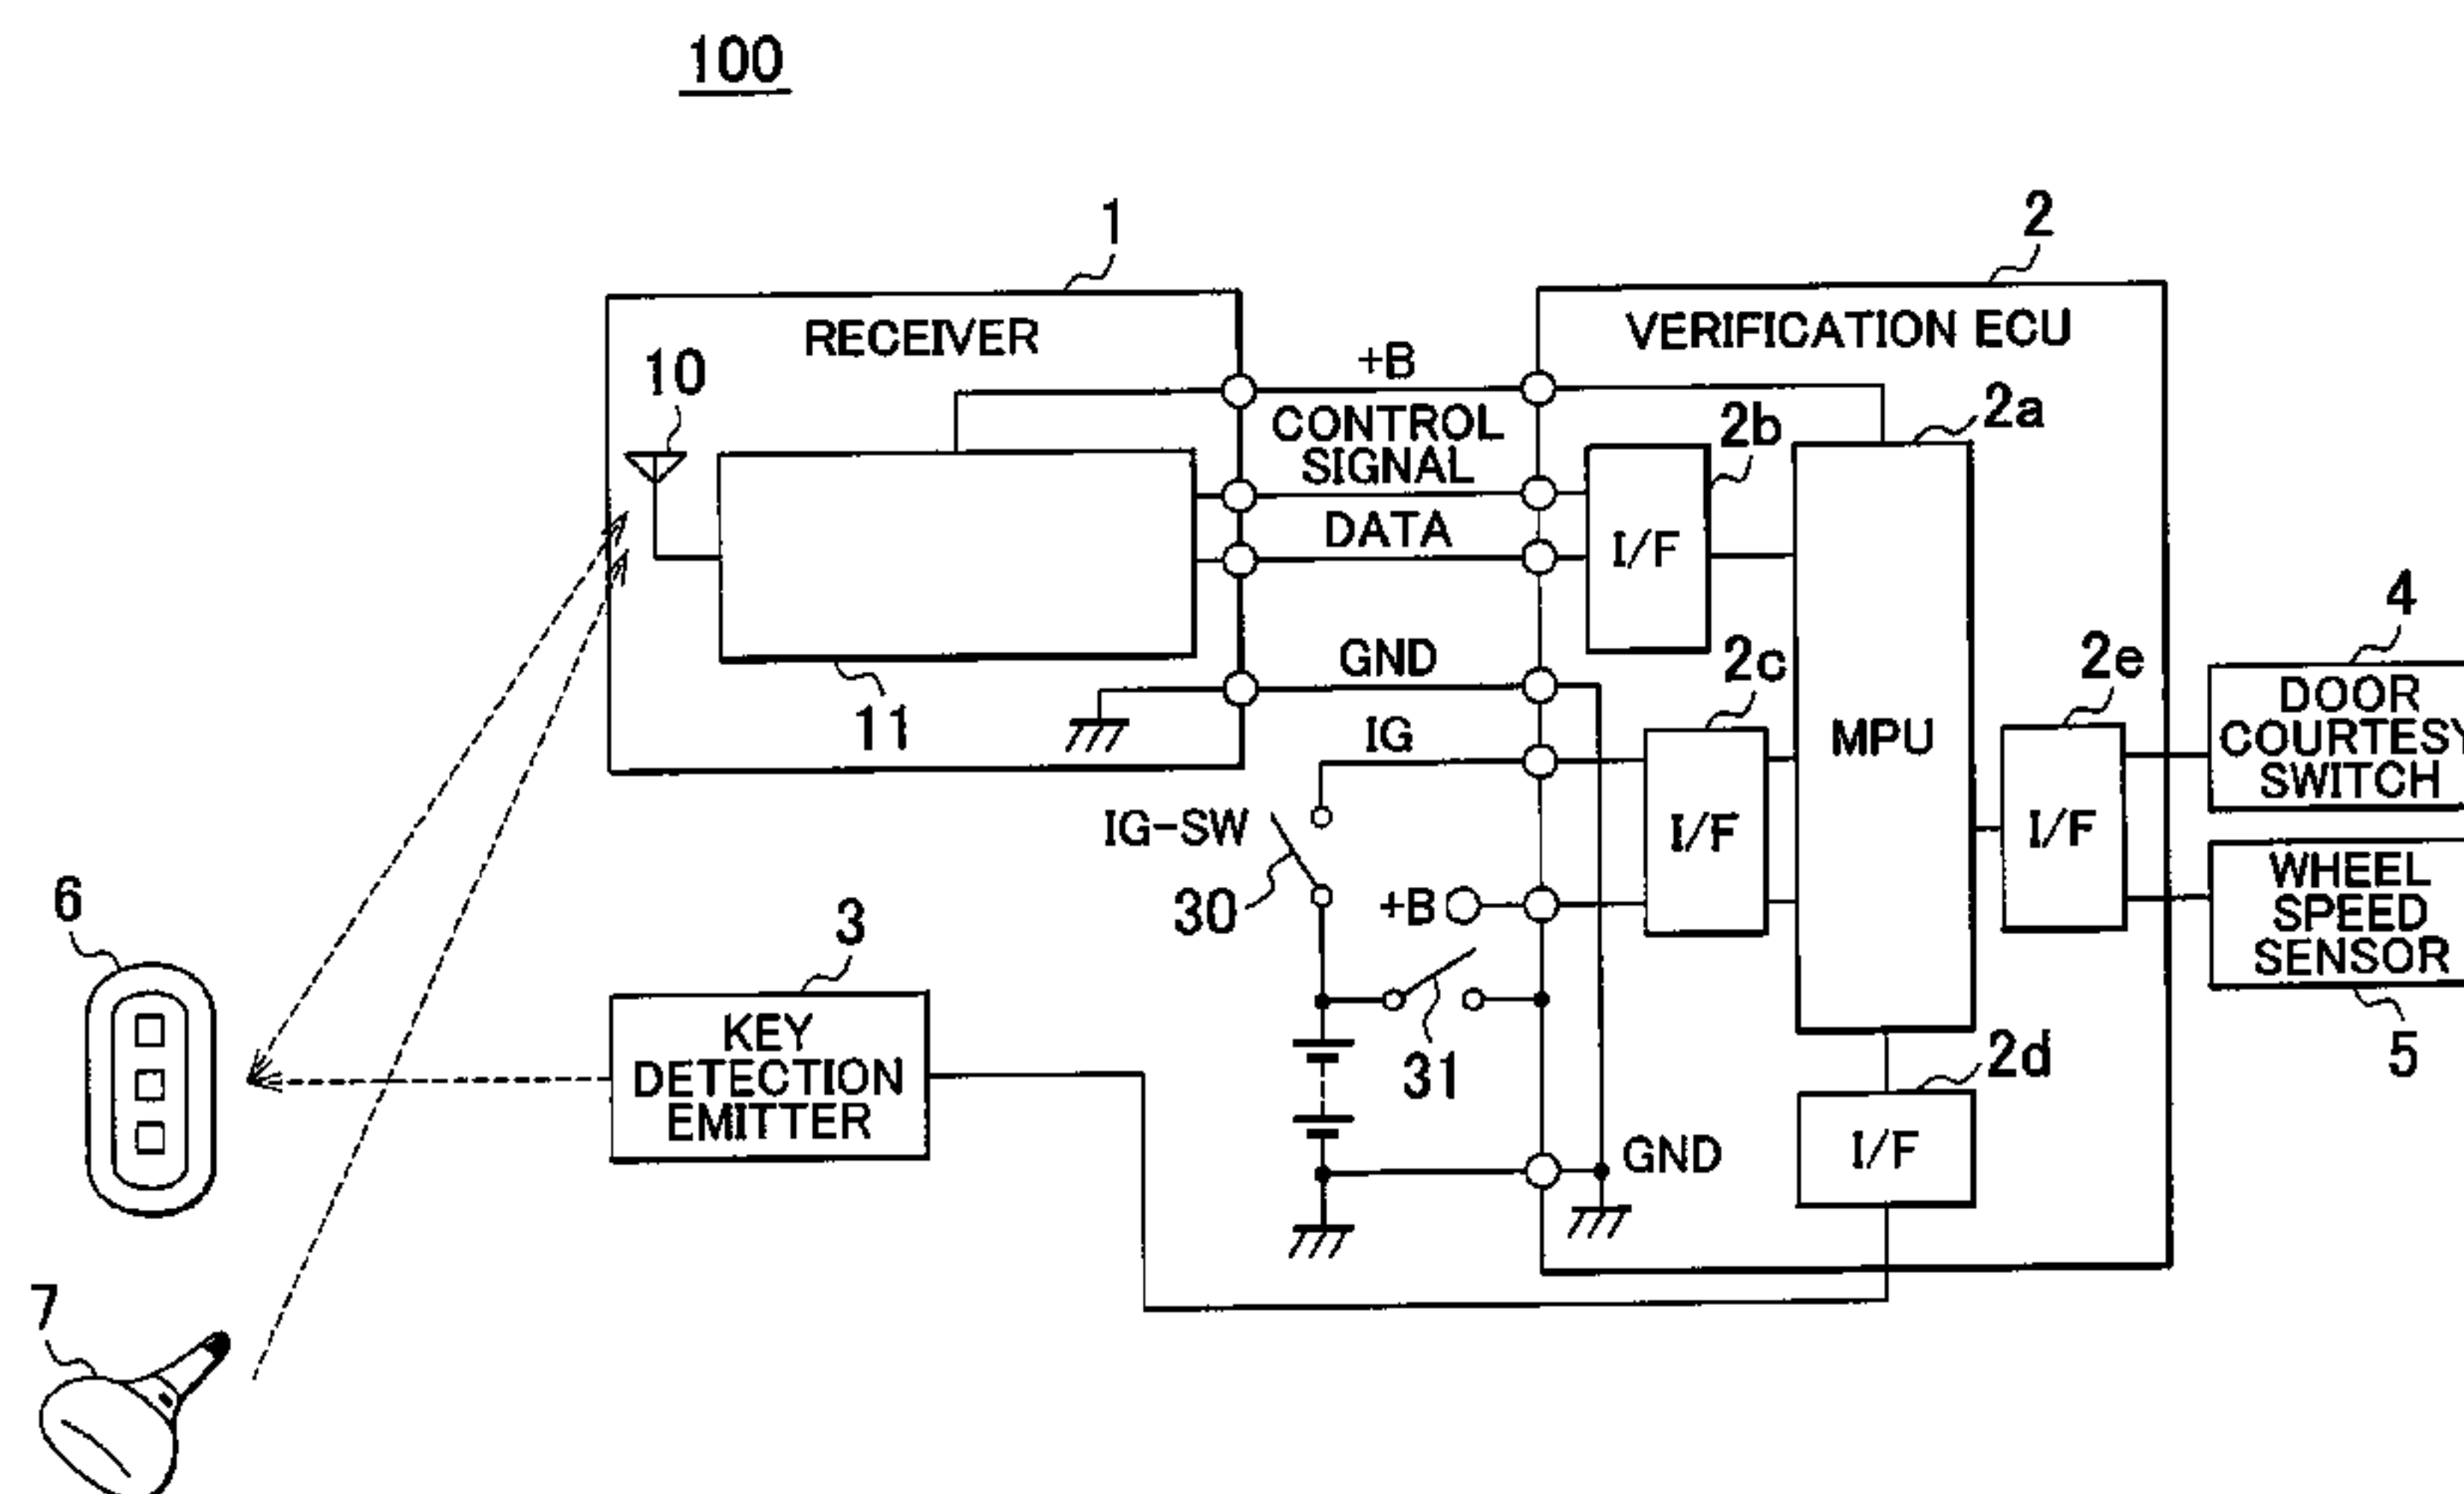 100
1
2
RECEIVER
VERIFICATION ECU
10
+B
2a
CONTROL
SIGNAL
2b
DATA
I/F
4
GND
2c
2e
DOOR
COURTESY
SWITCH
11
IG
MPU
IG-SW
I/F
I/F
WHEEL
SPEED
SENSOR
6
30
+B
3
5
KEY
DETECTION
EMITTER
31
2d
GND
I/F
7